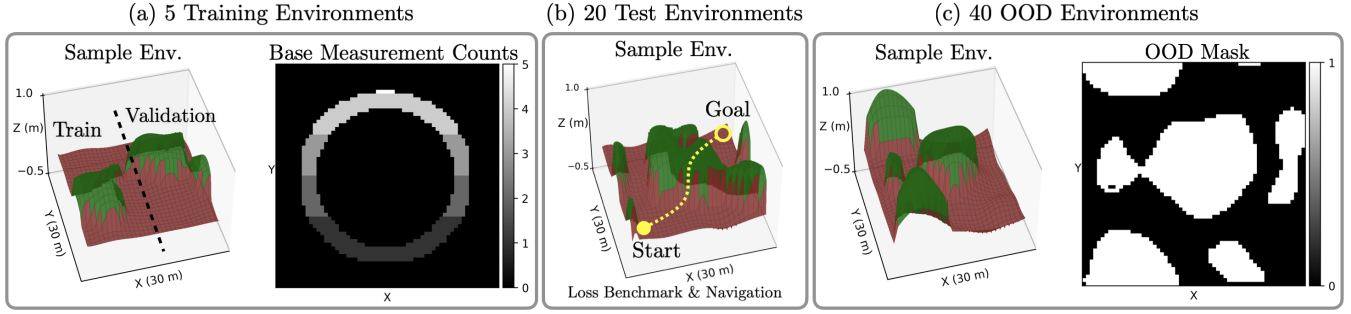 (a) 5 Training Environments
Sample Env.
Base Measurement Counts
1.0
Z (m)
−0.5
Train
Validation
Y (30 m)
X (30 m)
Y
X
5
4
3
2
1
0
(b) 20 Test Environments
Sample Env.
1.0
Z (m)
−0.5
Goal
Start
Y (30 m)
X (30 m)
Loss Benchmark & Navigation
(c) 40 OOD Environments
Sample Env.
OOD Mask
1.0
Z (m)
−0.5
Y (30 m)
X (30 m)
Y
X
1
0